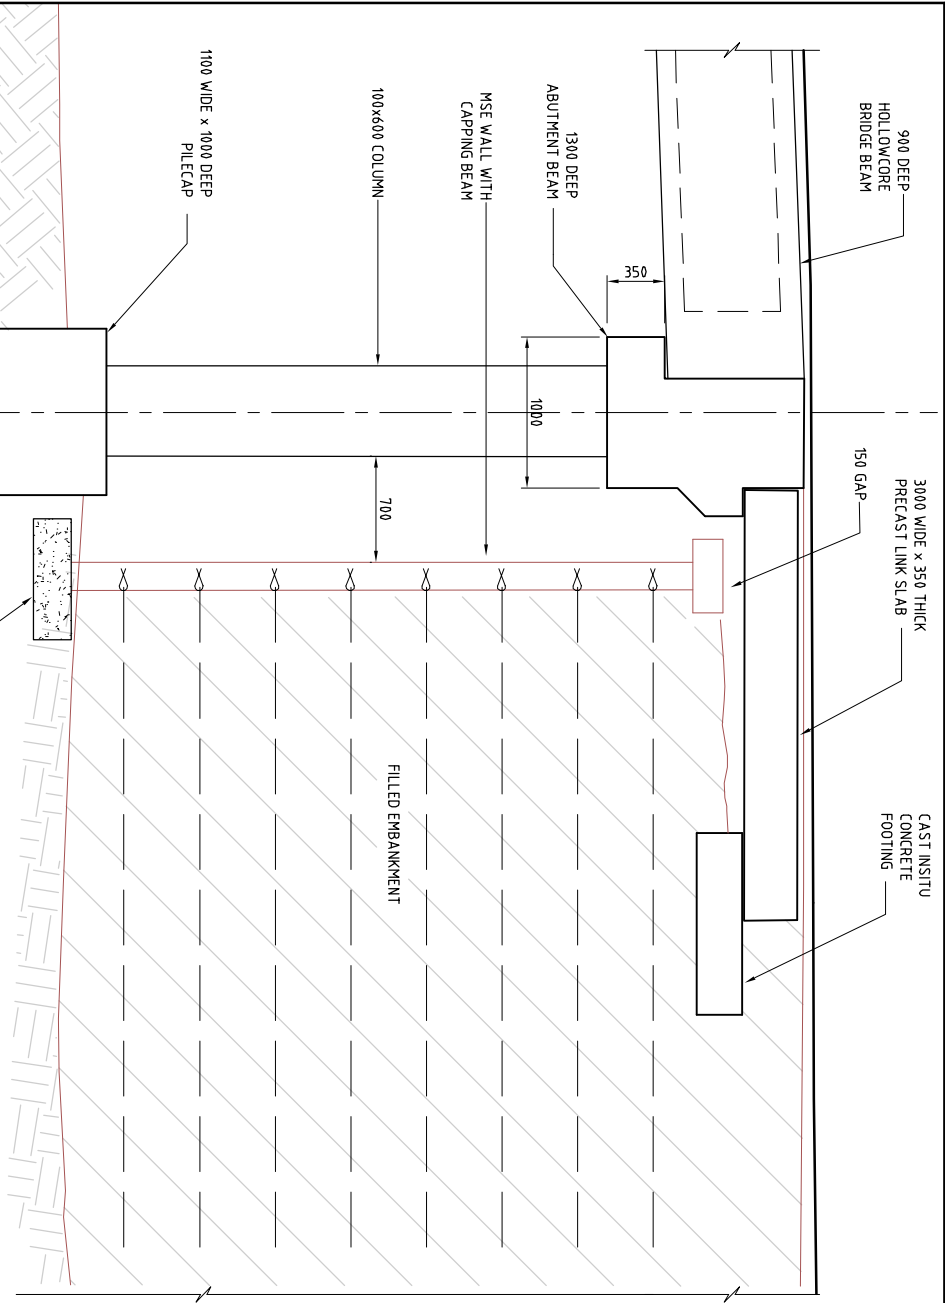 900 DEEP
HOLLOWCORE
BRIDGE BEAM
1300 DEEP
ABUTMENT BEAM
MSE WALL WITH
CAPPING BEAM
100x600 COLUMN
1100 WIDE x 1000 DEEP
PILECAP
350
1000
700
150 GAP
3000 WIDE x 350 THICK
PRECAST LINK SLAB
CAST INSITU
CONCRETE
FOOTING
FILLED EMBANKMENT